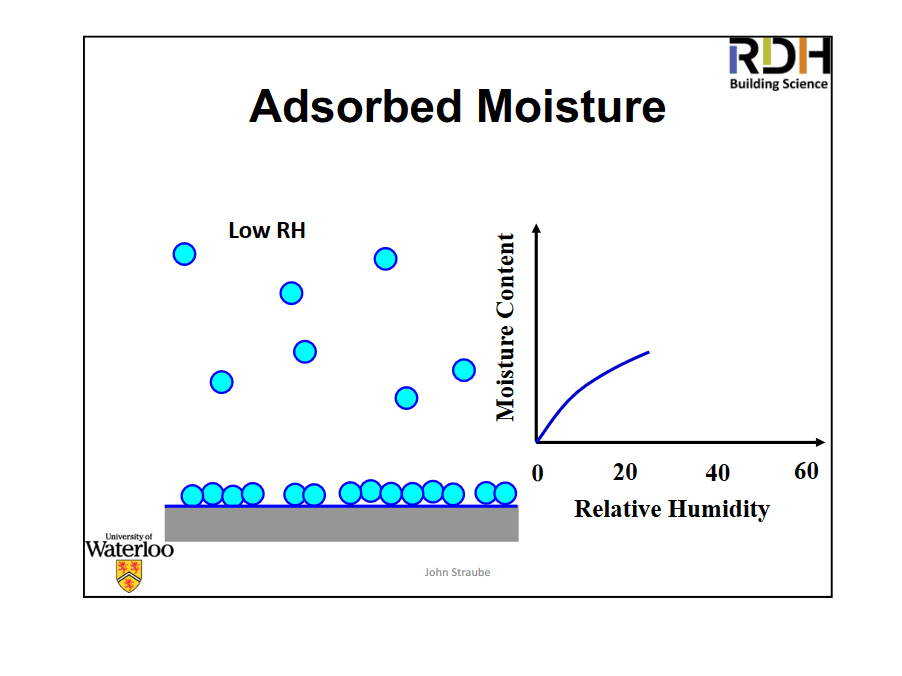 RDH
Building Science
Adsorbed Moisture
Low RH
Moisture Content
0 20 40 60
Relative Humidity
University of
Waterloo
John Straube